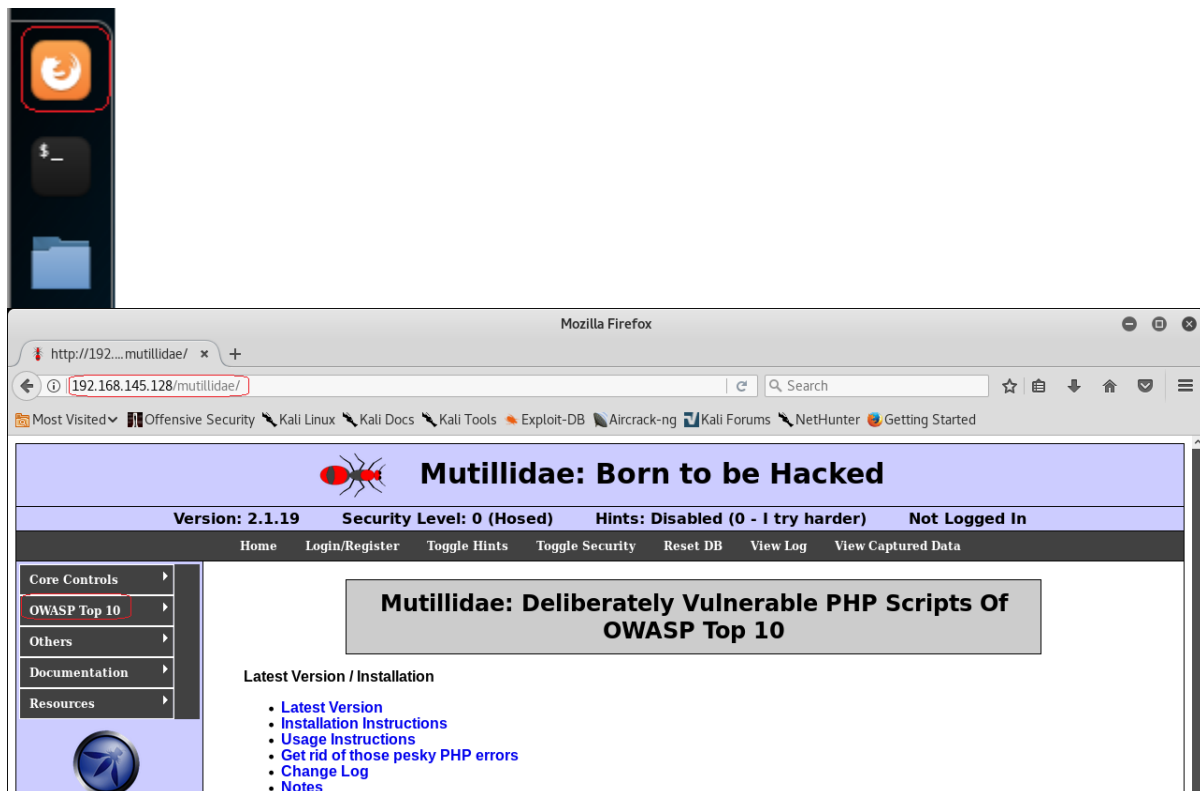 $_
Mozilla Firefox
http://192....mutillidae/ × +
192.168.145.128/mutillidae/ Search
Most Visited Offensive Security Kali Linux Kali Docs Kali Tools Exploit-DB Aircrack-ng Kali Forums NetHunter Getting Started
Mutillidae: Born to be Hacked
Version: 2.1.19 Security Level: 0 (Hosed) Hints: Disabled (0 - I try harder) Not Logged In
Home Login/Register Toggle Hints Toggle Security Reset DB View Log View Captured Data
Core Controls
OWASP Top 10
Others
Documentation
Resources
Mutillidae: Deliberately Vulnerable PHP Scripts Of
OWASP Top 10
Latest Version / Installation
• Latest Version
• Installation Instructions
• Usage Instructions
• Get rid of those pesky PHP errors
• Change Log
• Notes